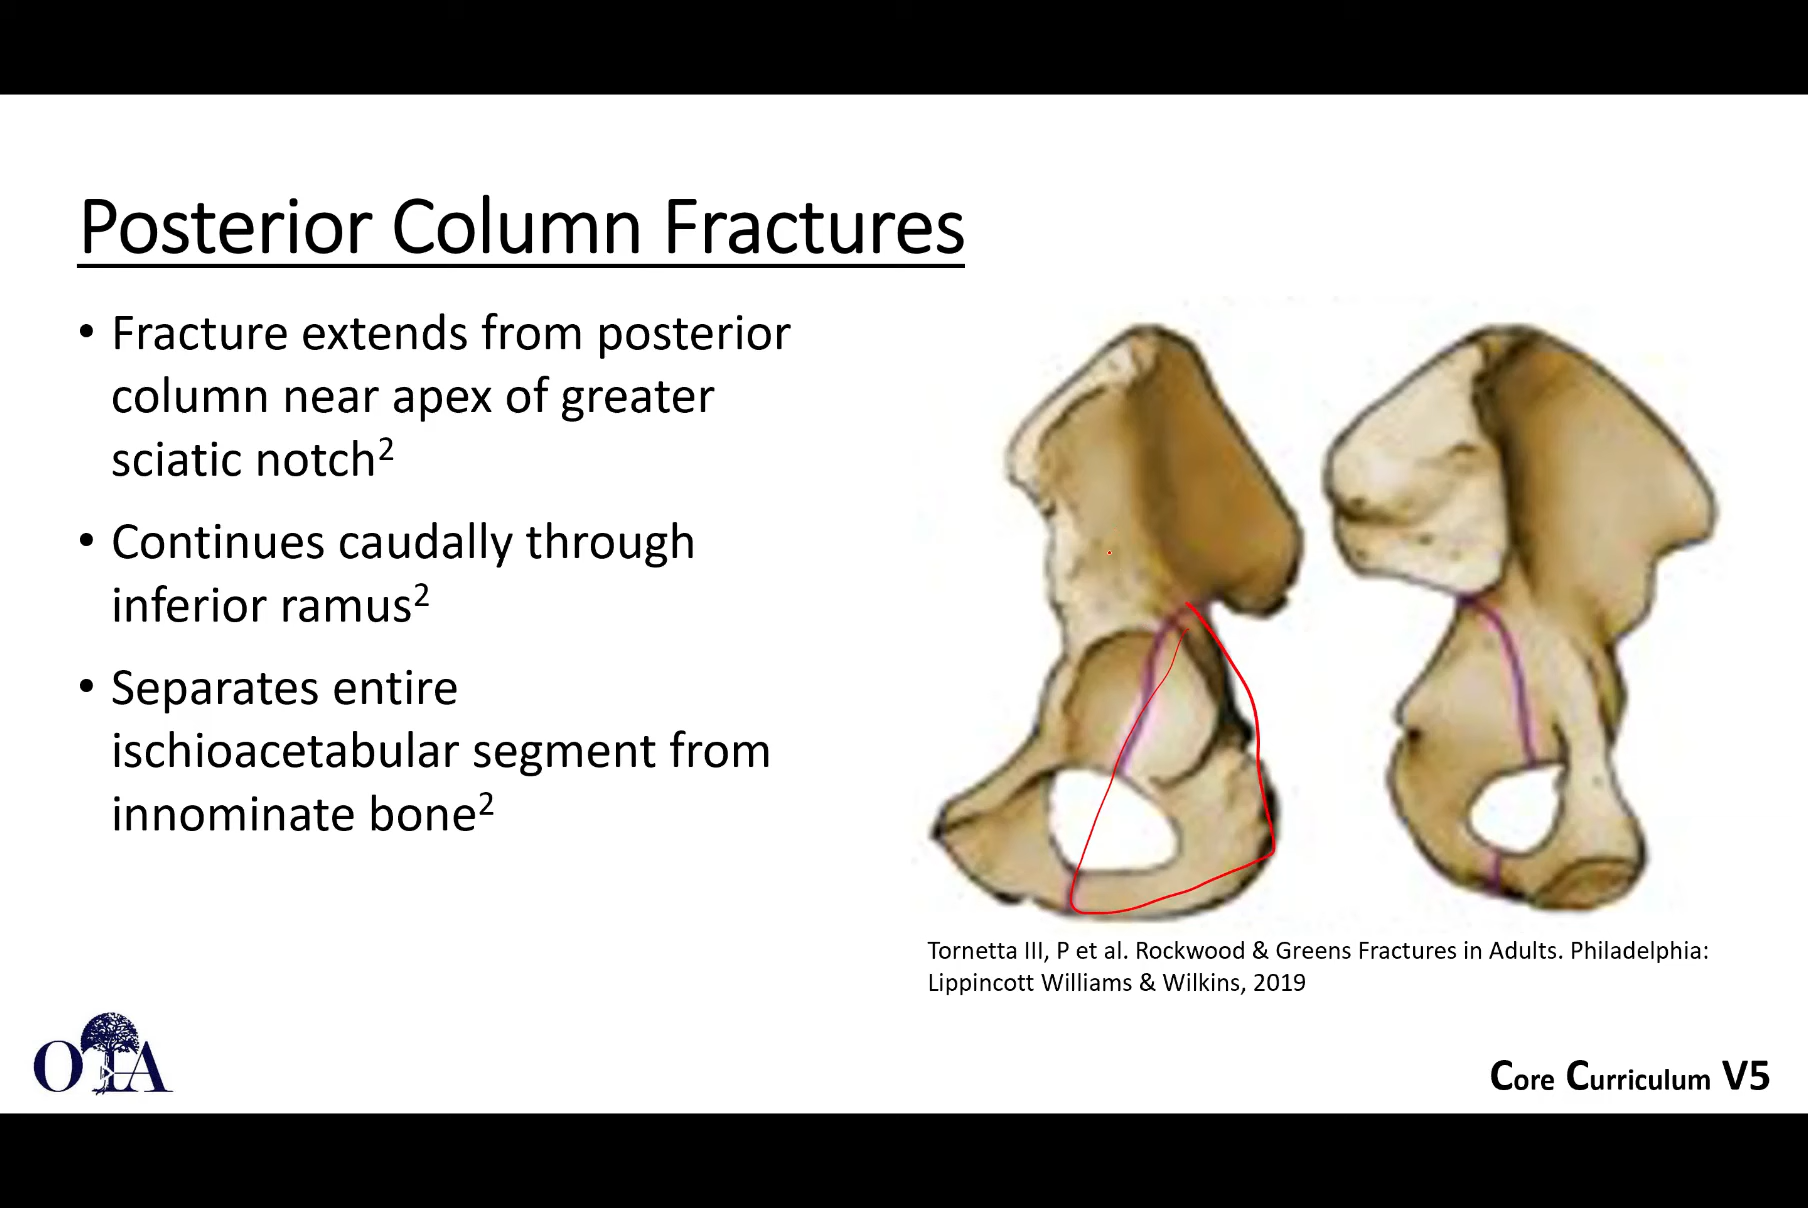 Posterior Column Fractures
• Fracture extends from posterior
column near apex of greater
sciatic notch²
• Continues caudally through
inferior ramus²
• Separates entire
ischioacetabular segment from
innominate bone²
Tornetta III, P et al. Rockwood & Greens Fractures in Adults. Philadelphia:
Lippincott Williams & Wilkins, 2019
OTA
Core Curriculum V5